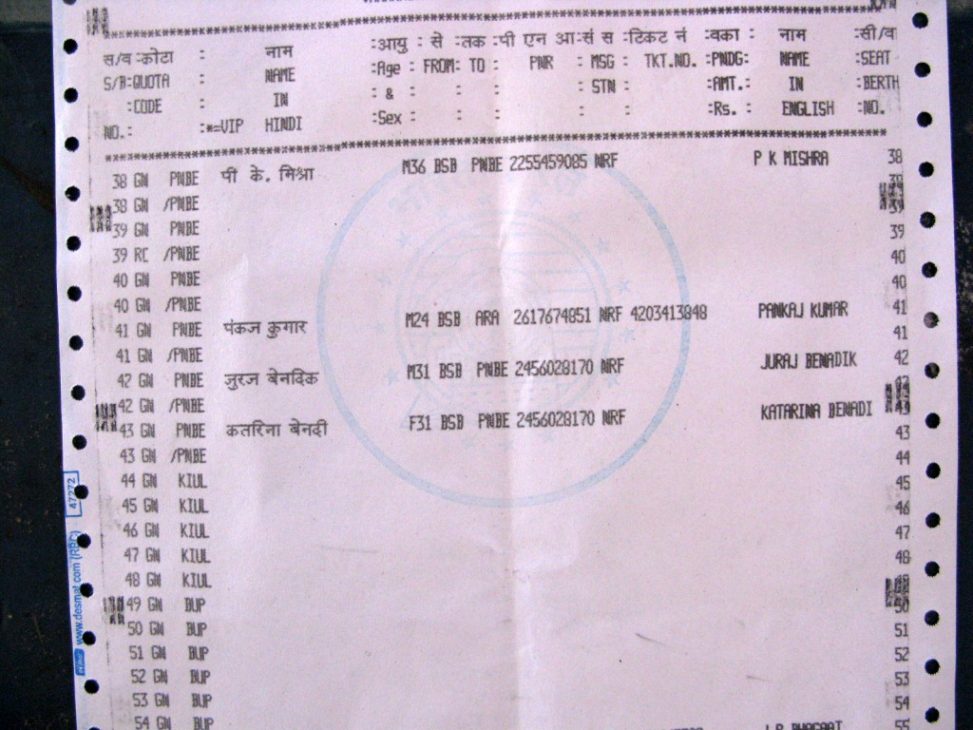 स/व :कोटा : नाम :आयु : से :तक :पी एन आ:सं स :टिकट नं :वका : नाम :सी/व
S/B:QUOTA : NAME :Age : FROM: TO : PNR : MSG : TKT.NO. :PNDG: NAME :SEAT
:CODE : IN : & : : : : STN : :AMT.: IN :BERTH
NO.: :*=VIP HINDI :Sex : : : : : :Rs. : ENGLISH :NO.
38 GN PNBE पी के. मिश्रा M36 BSB PNBE 2255459085 NRF P K MISHRA 38
38 GN /PNBE 39
39 GN PNBE 39
39 RC /PNBE 39
40 GN PNBE 40
40 GN /PNBE 40
41 GN PNBE पंकज कुमार M24 BSB ARA 2617674851 NRF 4203413848 PANKAJ KUMAR 41
41 GN /PNBE 41
42 GN PNBE जुरज बेनदिक M31 BSB PNBE 2456028170 NRF JURAJ BENADIK 42
42 GN /PNBE 42
43 GN PNBE कतरिना बेनदी F31 BSB PNBE 2456028170 NRF KATARINA BENADI 43
43 GN /PNBE 43
44 GN KIUL 44
45 GN KIUL 45
46 GN KIUL 46
47 GN KIUL 47
48 GN KIUL 48
49 GN BUP
50 GN BUP 50
51 GN BUP 51
52 GN BUP 52
53 GN BUP 53
54 GN BUP 54
55
47272
www.desmat.com (RBC)